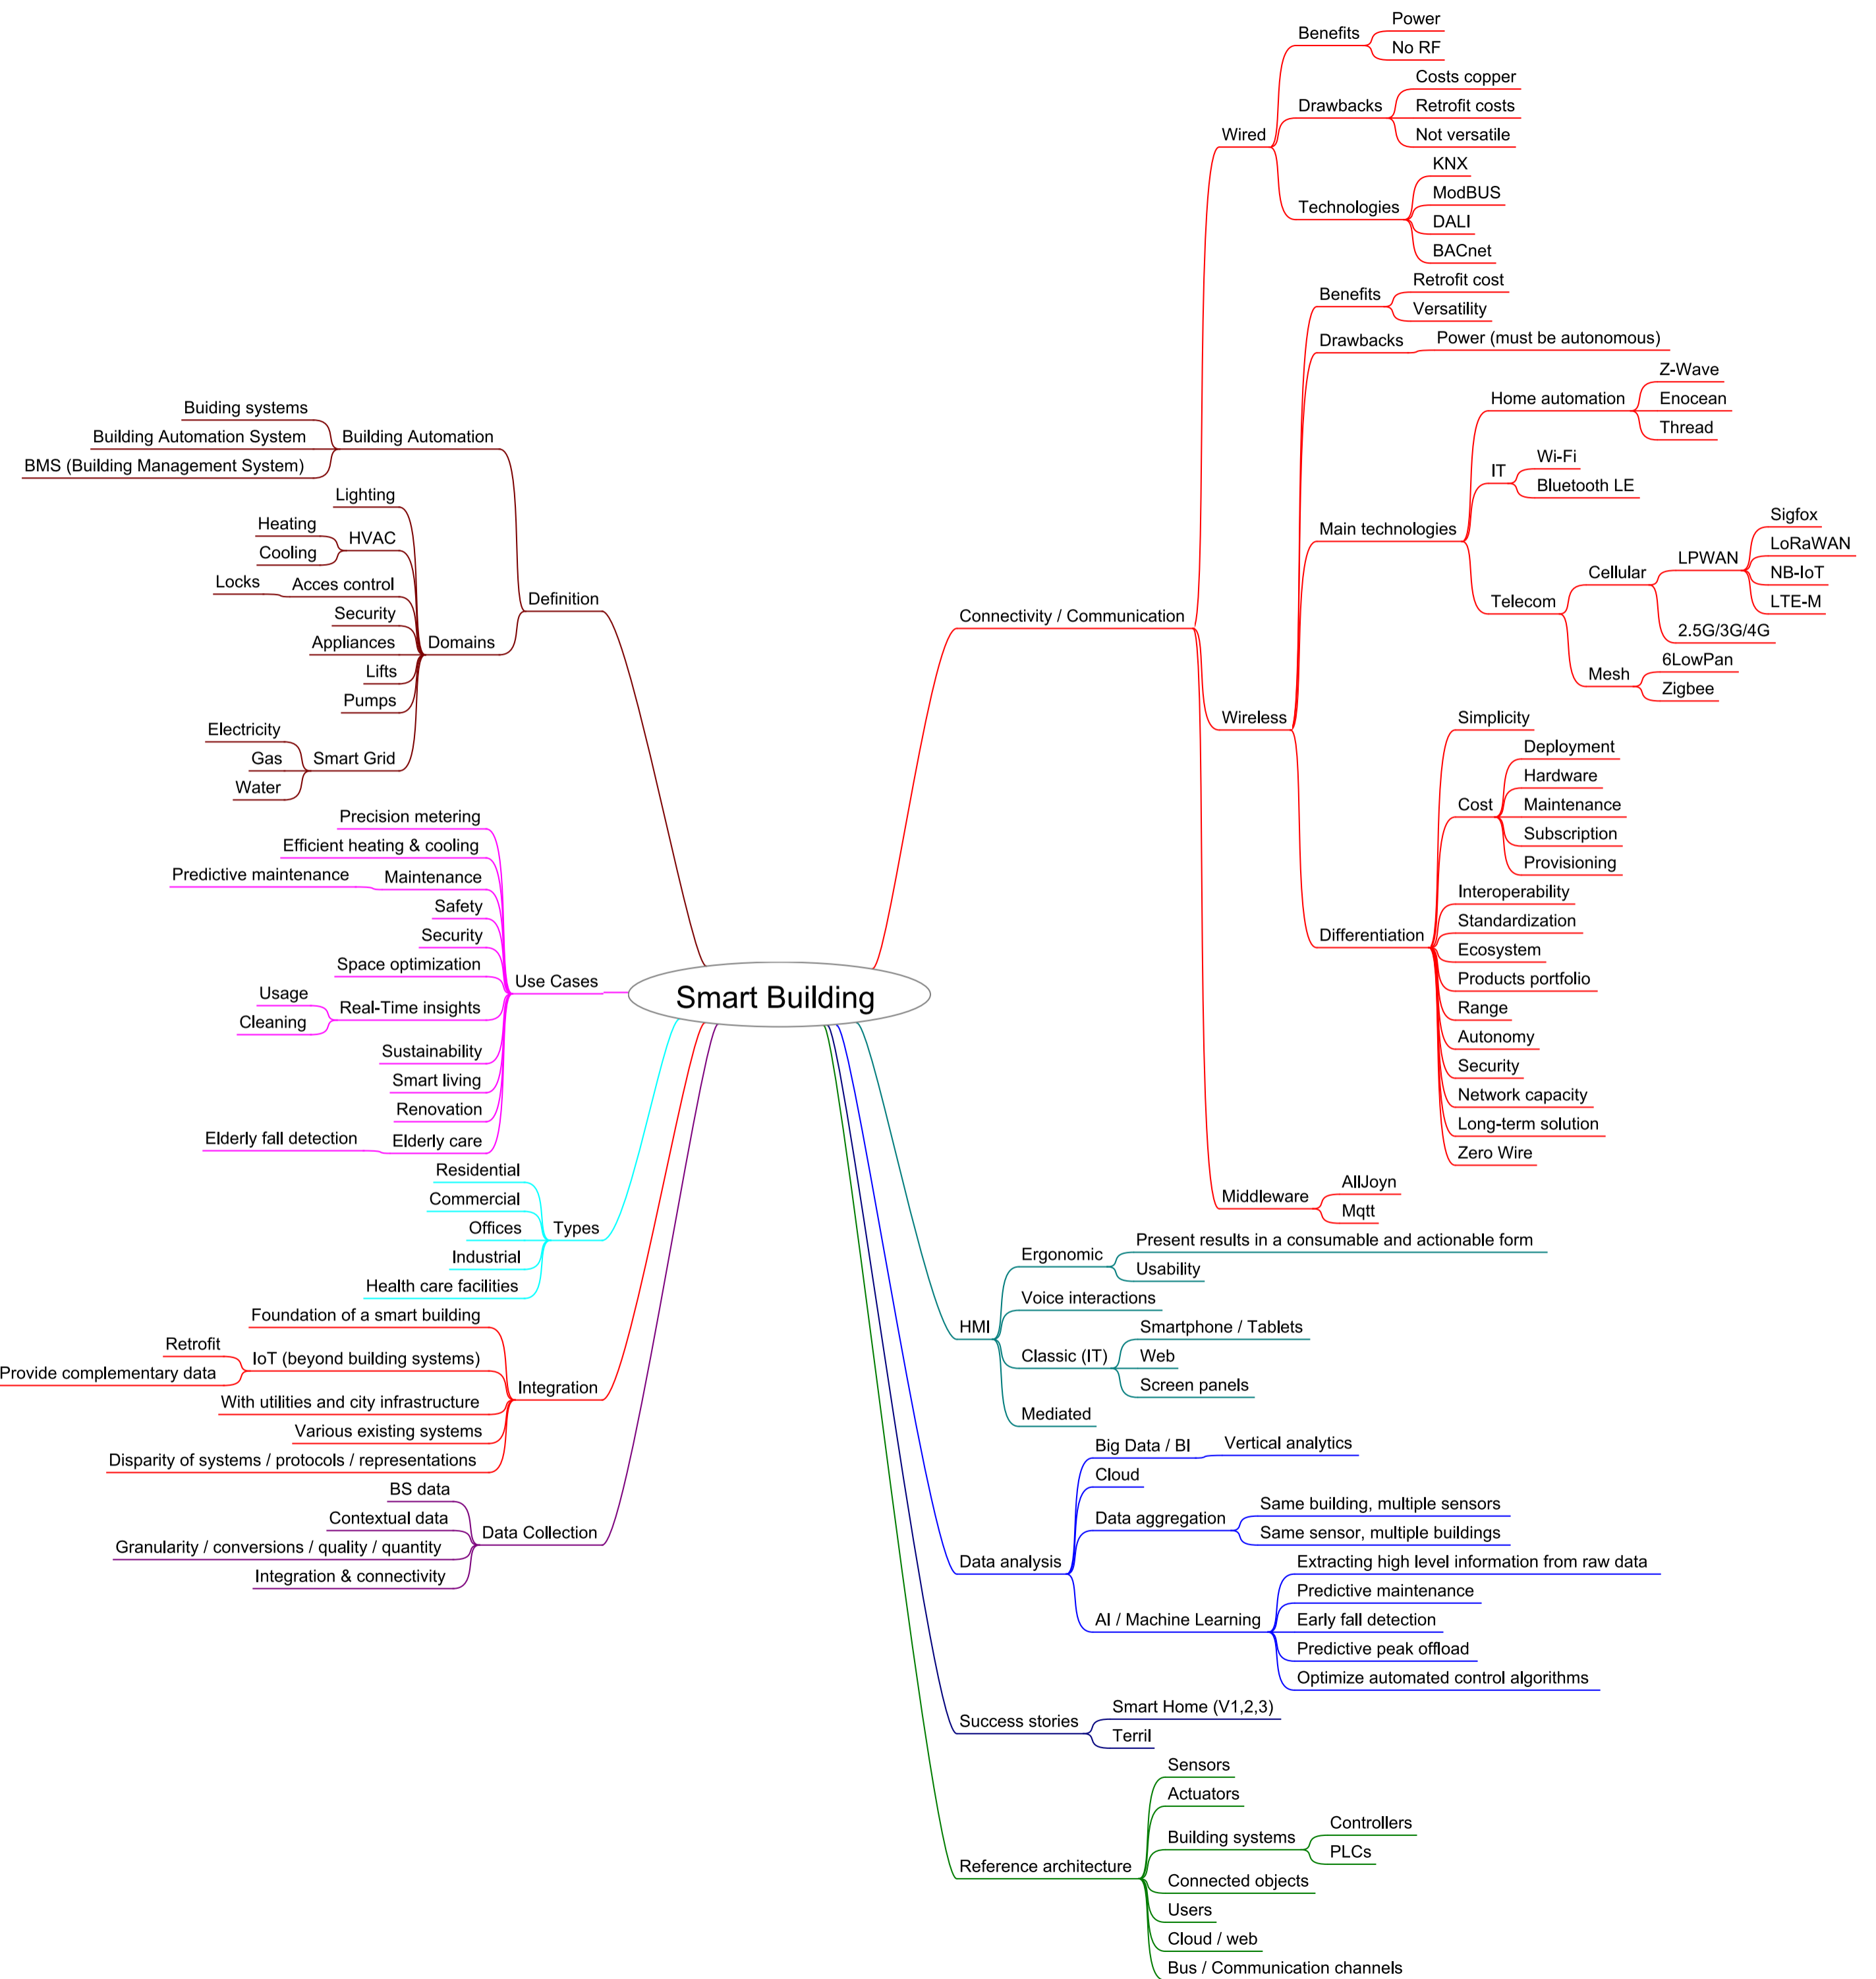 Smart Building
Connectivity / Communication
Wired
Benefits
Power
No RF
Drawbacks
Costs copper
Retrofit costs
Not versatile
Technologies
KNX
ModBUS
DALI
BACnet
Wireless
Benefits
Retrofit cost
Versatility
Drawbacks
Power (must be autonomous)
Main technologies
Home automation
Z-Wave
Enocean
Thread
IT
Wi-Fi
Bluetooth LE
Telecom
Cellular
LPWAN
Sigfox
LoRaWAN
NB-IoT
LTE-M
2.5G/3G/4G
Mesh
6LowPan
Zigbee
Differentiation
Simplicity
Cost
Deployment
Hardware
Maintenance
Subscription
Provisioning
Interoperability
Standardization
Ecosystem
Products portfolio
Range
Autonomy
Security
Network capacity
Long-term solution
Zero Wire
Middleware
AllJoyn
Mqtt
HMI
Ergonomic
Present results in a consumable and actionable form
Usability
Voice interactions
Classic (IT)
Smartphone / Tablets
Web
Screen panels
Mediated
Data analysis
Big Data / BI
Vertical analytics
Cloud
Data aggregation
Same building, multiple sensors
Same sensor, multiple buildings
AI / Machine Learning
Extracting high level information from raw data
Predictive maintenance
Early fall detection
Predictive peak offload
Optimize automated control algorithms
Success stories
Smart Home (V1,2,3)
Terril
Reference architecture
Sensors
Actuators
Building systems
Controllers
PLCs
Connected objects
Users
Cloud / web
Bus / Communication channels
Definition
Building Automation
Buiding systems
Building Automation System
BMS (Building Management System)
Domains
Lighting
HVAC
Heating
Cooling
Acces control
Locks
Security
Appliances
Lifts
Pumps
Smart Grid
Electricity
Gas
Water
Use Cases
Precision metering
Efficient heating & cooling
Maintenance
Predictive maintenance
Safety
Security
Space optimization
Real-Time insights
Usage
Cleaning
Sustainability
Smart living
Renovation
Elderly care
Elderly fall detection
Types
Residential
Commercial
Offices
Industrial
Health care facilities
Integration
Foundation of a smart building
IoT (beyond building systems)
Retrofit
Provide complementary data
With utilities and city infrastructure
Various existing systems
Disparity of systems / protocols / representations
Data Collection
BS data
Contextual data
Granularity / conversions / quality / quantity
Integration & connectivity